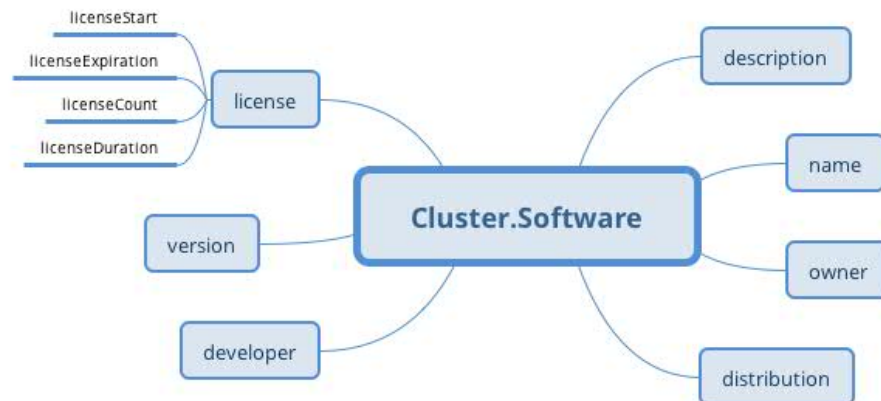 licenseStart
licenseExpiration
licenseCount
licenseDuration
license
version
developer
Cluster.Software
description
name
owner
distribution